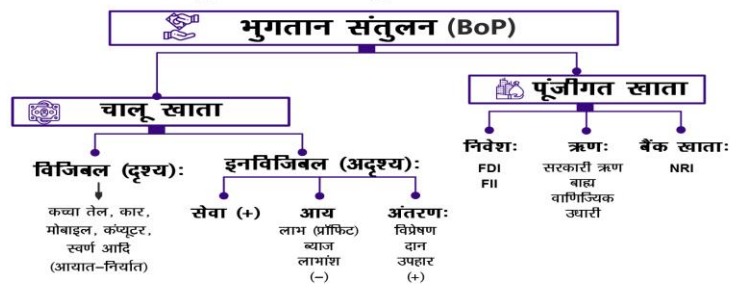 भुगतान संतुलन (BoP)
चालू खाता
पूंजीगत खाता
विजिबल (दृश्य):
कच्चा तेल, कार,
मोबाइल, कंप्यूटर,
स्वर्ण आदि
(आयात-निर्यात)
इनविजिबल (अदृश्य):
सेवा (+)
आय
लाभ (प्रॉफिट)
ब्याज
लाभांश
(-)
अंतरण:
विप्रेषण
दान
उपहार
(+)
निवेश:
FDI
FII
ऋण:
सरकारी ऋण
बाह्य
वाणिज्यिक
उधारी
बैंक खाता:
NRI